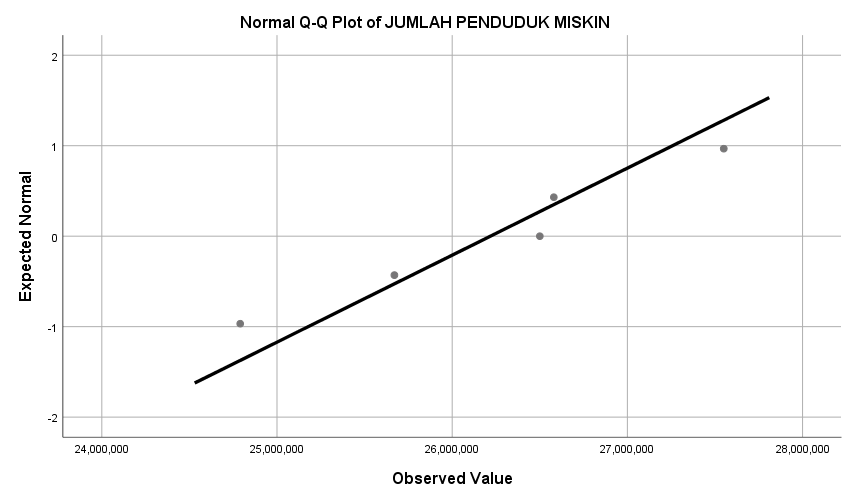 Normal Q-Q Plot of JUMLAH PENDUDUK MISKIN
2
1
0
-1
-2
Expected Normal
24,000,000 25,000,000 26,000,000 27,000,000 28,000,000
Observed Value